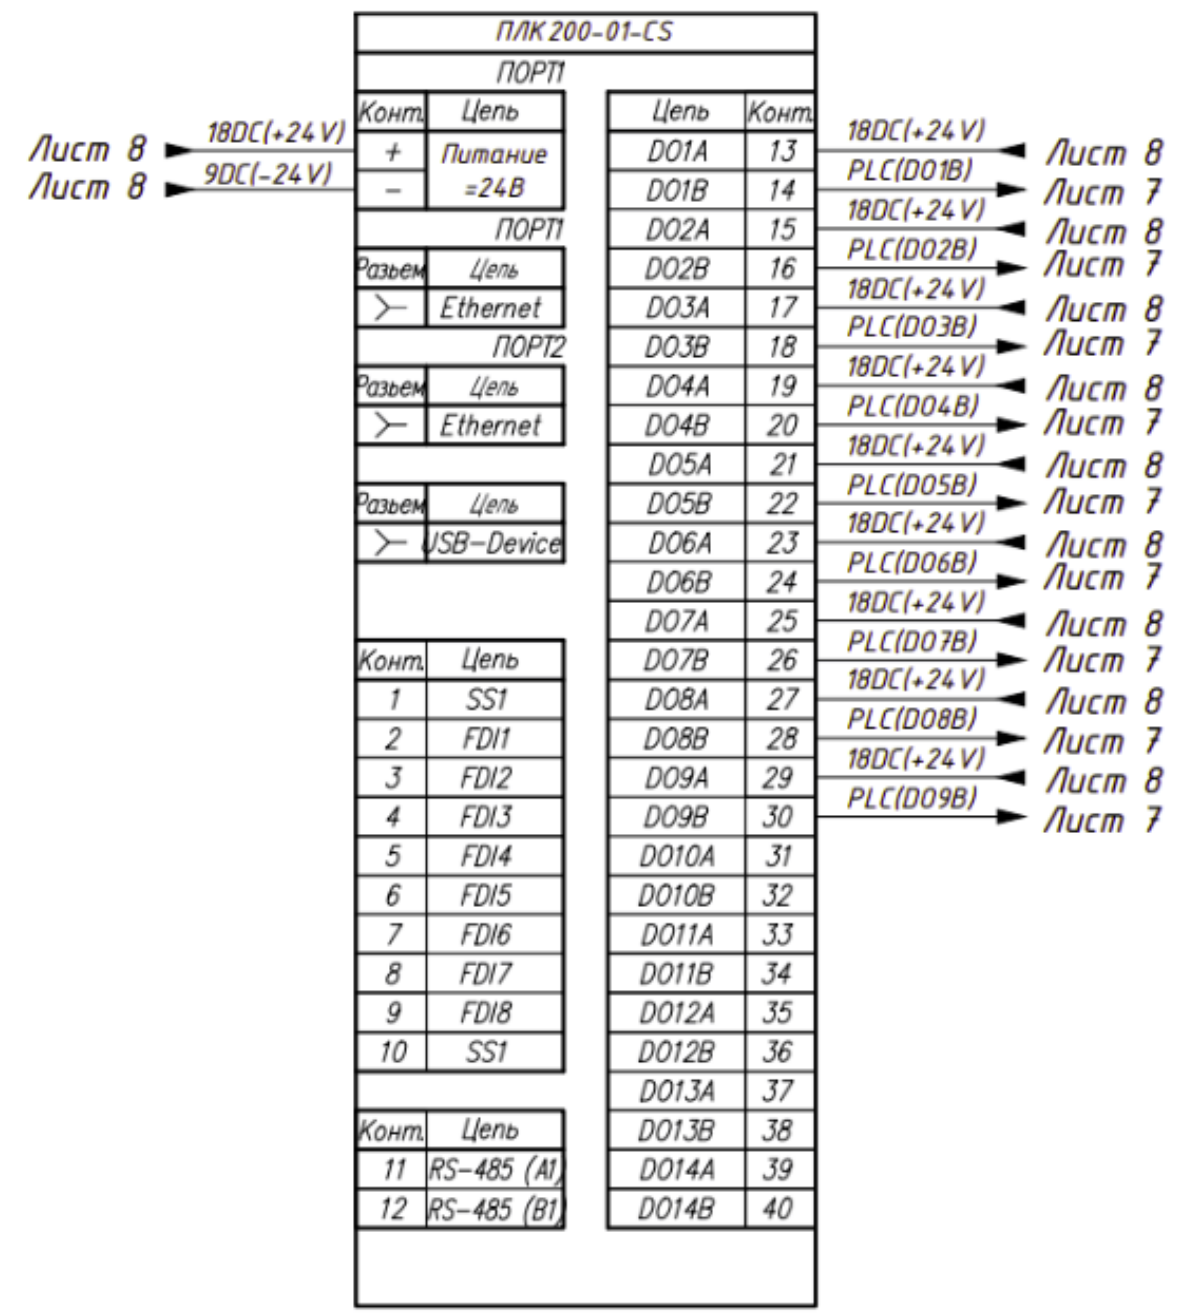 ПЛК200-01-CS
ПОРТ1
Конт. Цепь
+ Питание =24В
-
Лист 8 18DC(+24V)
Лист 8 9DC(-24V)
ПОРТ1
Разьем Цепь
Ethernet
ПОРТ2
Разьем Цепь
Ethernet
Разьем Цепь
USB-Device
Конт. Цепь
1 SS1
2 FDI1
3 FDI2
4 FDI3
5 FDI4
6 FDI5
7 FDI6
8 FDI7
9 FDI8
10 SS1
Конт. Цепь
11 RS-485 (A1)
12 RS-485 (B1)
Цепь Конт.
DO1A 13 18DC(+24V) Лист 8
DO1B 14 PLC(DO1B) Лист 7
DO2A 15 18DC(+24V) Лист 8
DO2B 16 PLC(DO2B) Лист 7
DO3A 17 18DC(+24V) Лист 8
DO3B 18 PLC(DO3B) Лист 7
DO4A 19 18DC(+24V) Лист 8
DO4B 20 PLC(DO4B) Лист 7
DO5A 21 18DC(+24V) Лист 8
DO5B 22 PLC(DO5B) Лист 7
DO6A 23 18DC(+24V) Лист 8
DO6B 24 PLC(DO6B) Лист 7
DO7A 25 18DC(+24V) Лист 8
DO7B 26 PLC(DO7B) Лист 7
DO8A 27 18DC(+24V) Лист 8
DO8B 28 PLC(DO8B) Лист 7
DO9A 29 18DC(+24V) Лист 8
DO9B 30 PLC(DO9B) Лист 7
DO10A 31
DO10B 32
DO11A 33
DO11B 34
DO12A 35
DO12B 36
DO13A 37
DO13B 38
DO14A 39
DO14B 40